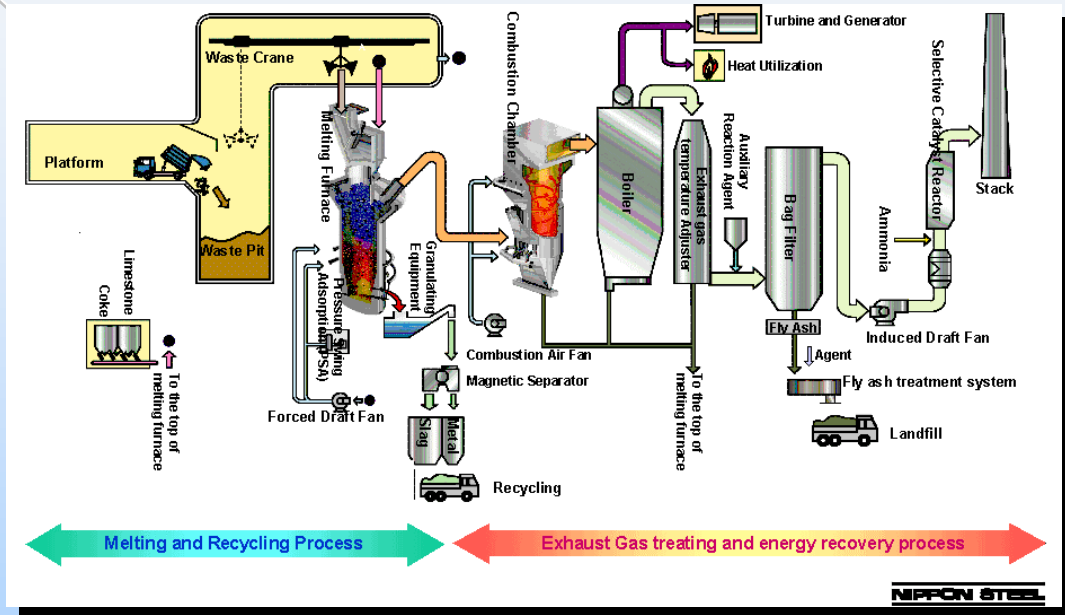 Waste Crane
Platform
Waste Pit
Limestone
Coke
To the top of
melting furnace
Melting Furnace
Pressure Swing
Adsorption(PSA)
Forced Draft Fan
Granulating
Equipment
Combustion Air Fan
Magnetic Separator
Slag
Metal
Recycling
Combustion Chamber
Boiler
Turbine and Generator
Heat Utilization
Exhaust gas
temperature Adjuster
To the top of
melting furnace
Auxiliary
Reaction Agent
Bag Filter
Fly Ash
Agent
Fly ash treatment system
Landfill
Induced Draft Fan
Ammonia
Selective Catalyst Reactor
Stack
Melting and Recycling Process
Exhaust Gas treating and energy recovery process
NIPPON STEEL